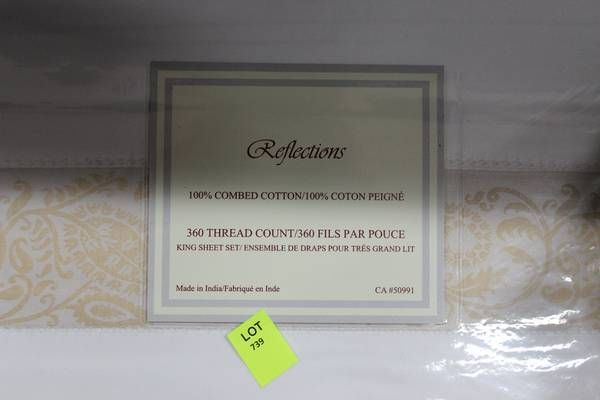 Reflections
100% COMBED COTTON/100% COTON PEIGNÉ
360 THREAD COUNT/360 FILS PAR POUCE
KING SHEET SET/ ENSEMBLE DE DRAPS POUR TRÉS GRAND LIT
Made in India/Fabriqué en Inde CA #50991
LOT
739